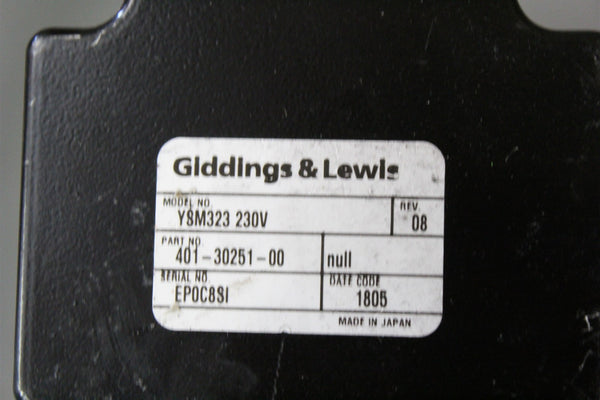 Giddings & Lewis
MODEL NO. REV.
YSM323 230V 08
PART NO.
401-30251-00 null
SERIAL NO. DATE CODE
EP0C8SI 1805
MADE IN JAPAN